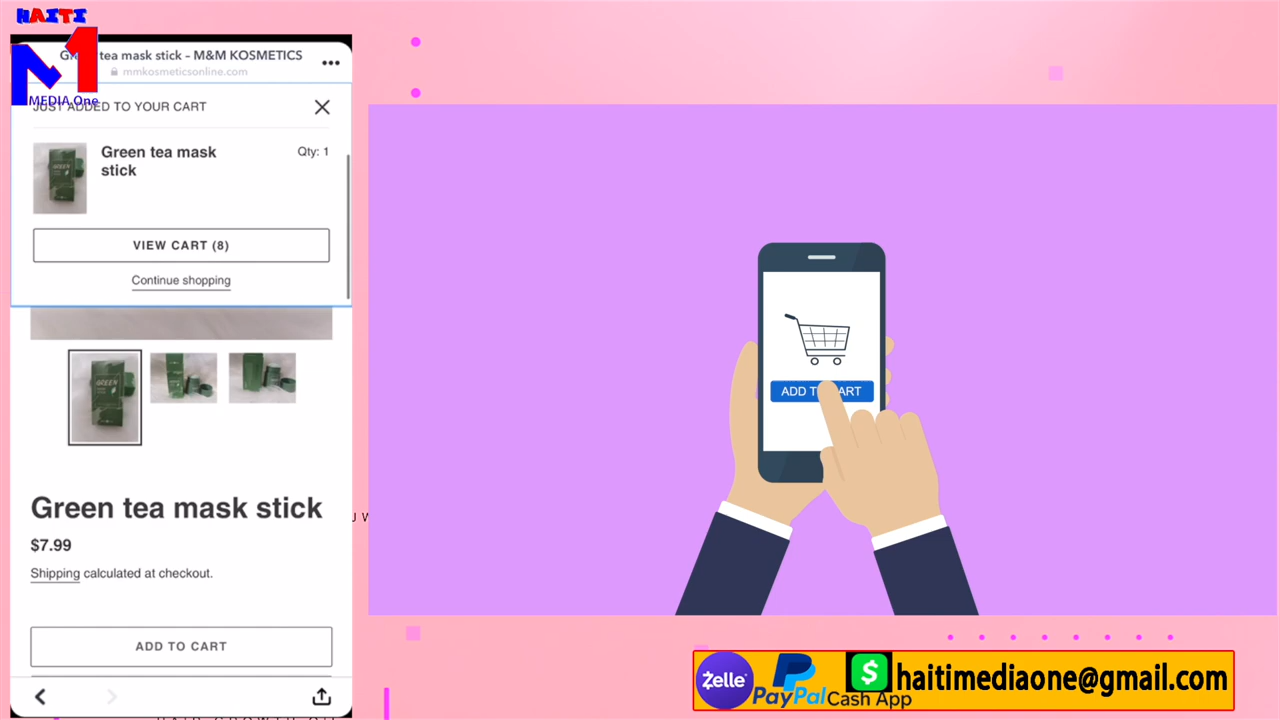 HAITI
M1
MEDIA One
Green tea mask stick – M&M KOSMETICS
mmkosmeticsonline.com
JUST ADDED TO YOUR CART
Green tea mask
stick
Qty: 1
VIEW CART (8)
Continue shopping
GREEN
Green tea mask stick
$7.99
Shipping calculated at checkout.
ADD TO CART
ADD TO CART
Zelle
PayPal
$
Cash App
haitimediaone@gmail.com